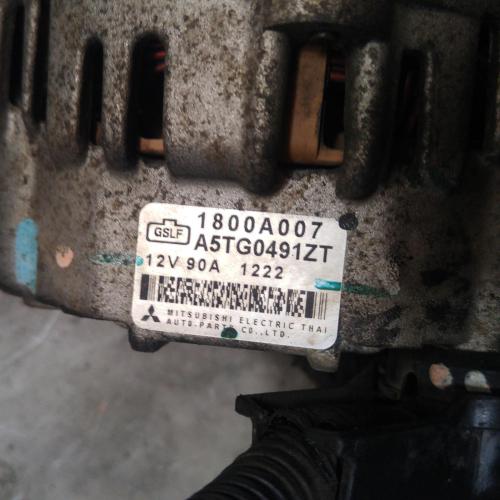 1800A007
GSLF
A5TG0491ZT
12V 90A 1222
MITSUBISHI ELECTRIC THAI
AUTO-PARTS CO.,LTD.